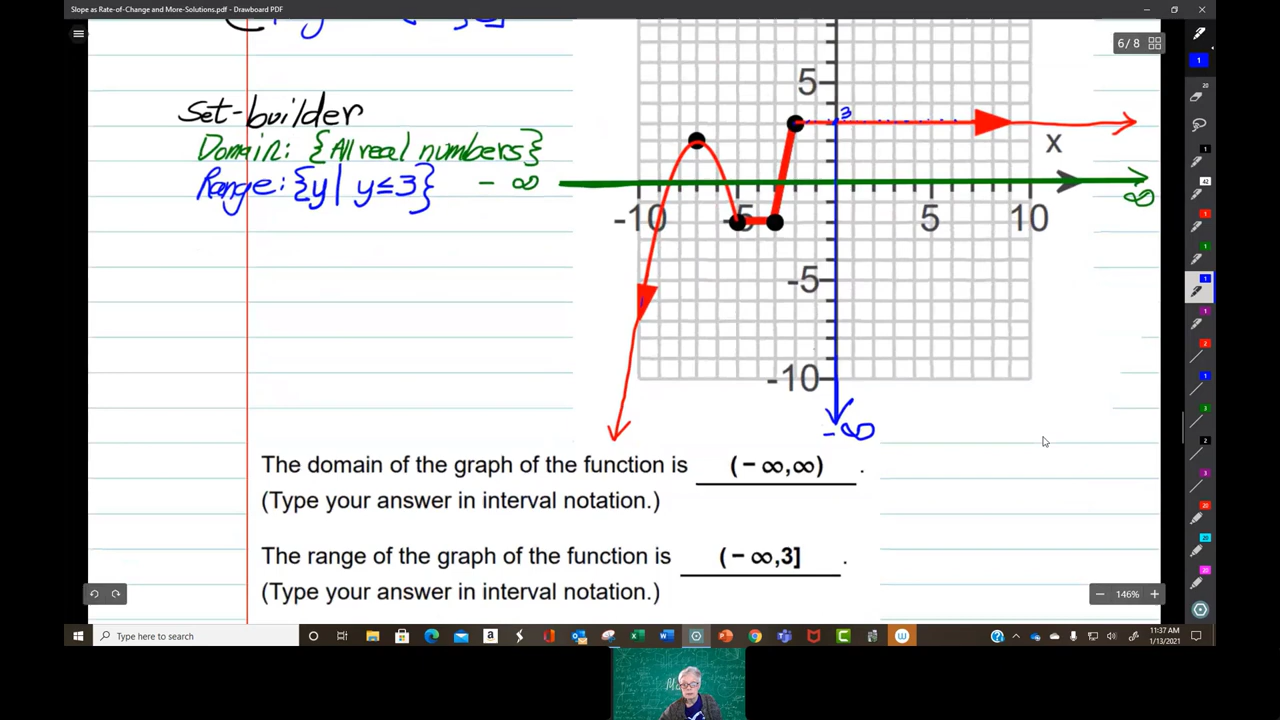 Slope as Rate-of-Change and More-Solutions.pdf - Drawboard PDF
6 / 8
Set-builder
Domain: {All real numbers}
Range: {y | y≤3}
- ∞
5
3
x
∞
-10
-5
5
10
-5
-10
-∞
The domain of the graph of the function is (- ∞,∞) .
(Type your answer in interval notation.)
The range of the graph of the function is (- ∞,3] .
(Type your answer in interval notation.)
146%
Type here to search
11:37 AM
1/13/2021